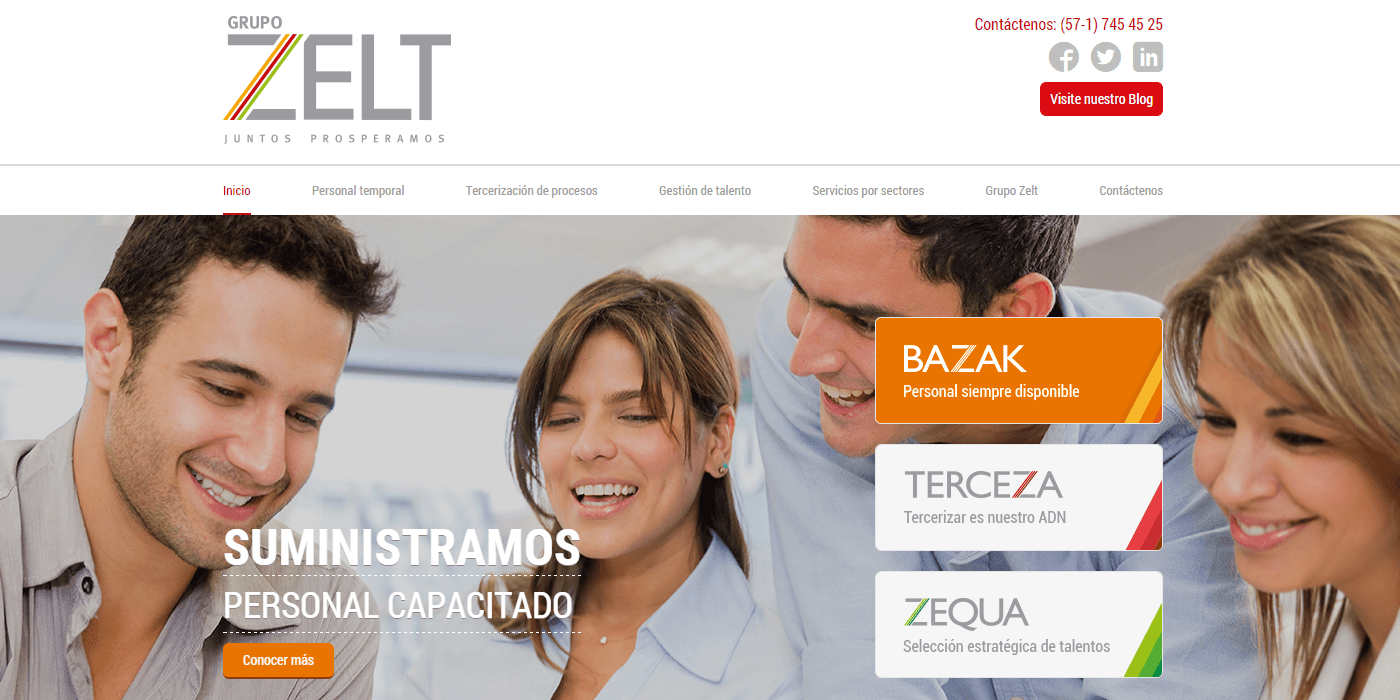 GRUPO
ZELT
JUNTOS PROSPERAMOS
Contáctenos: (57-1) 745 45 25
Visite nuestro Blog
Inicio
Personal temporal
Tercerización de procesos
Gestión de talento
Servicios por sectores
Grupo Zelt
Contáctenos
SUMINISTRAMOS
PERSONAL CAPACITADO
Conocer más
BAZAK
Personal siempre disponible
TERCEZA
Tercerizar es nuestro ADN
ZEQUA
Selección estratégica de talentos